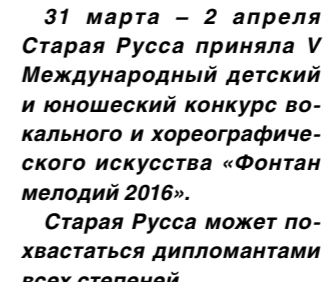 31 марта – 2 апреля
Старая Русса приняла V
Международный детский
и юношеский конкурс во-
кального и хореографиче-
ского искусства «Фонтан
мелодий 2016».
Старая Русса может по-
хвастаться дипломантами
всех степеней